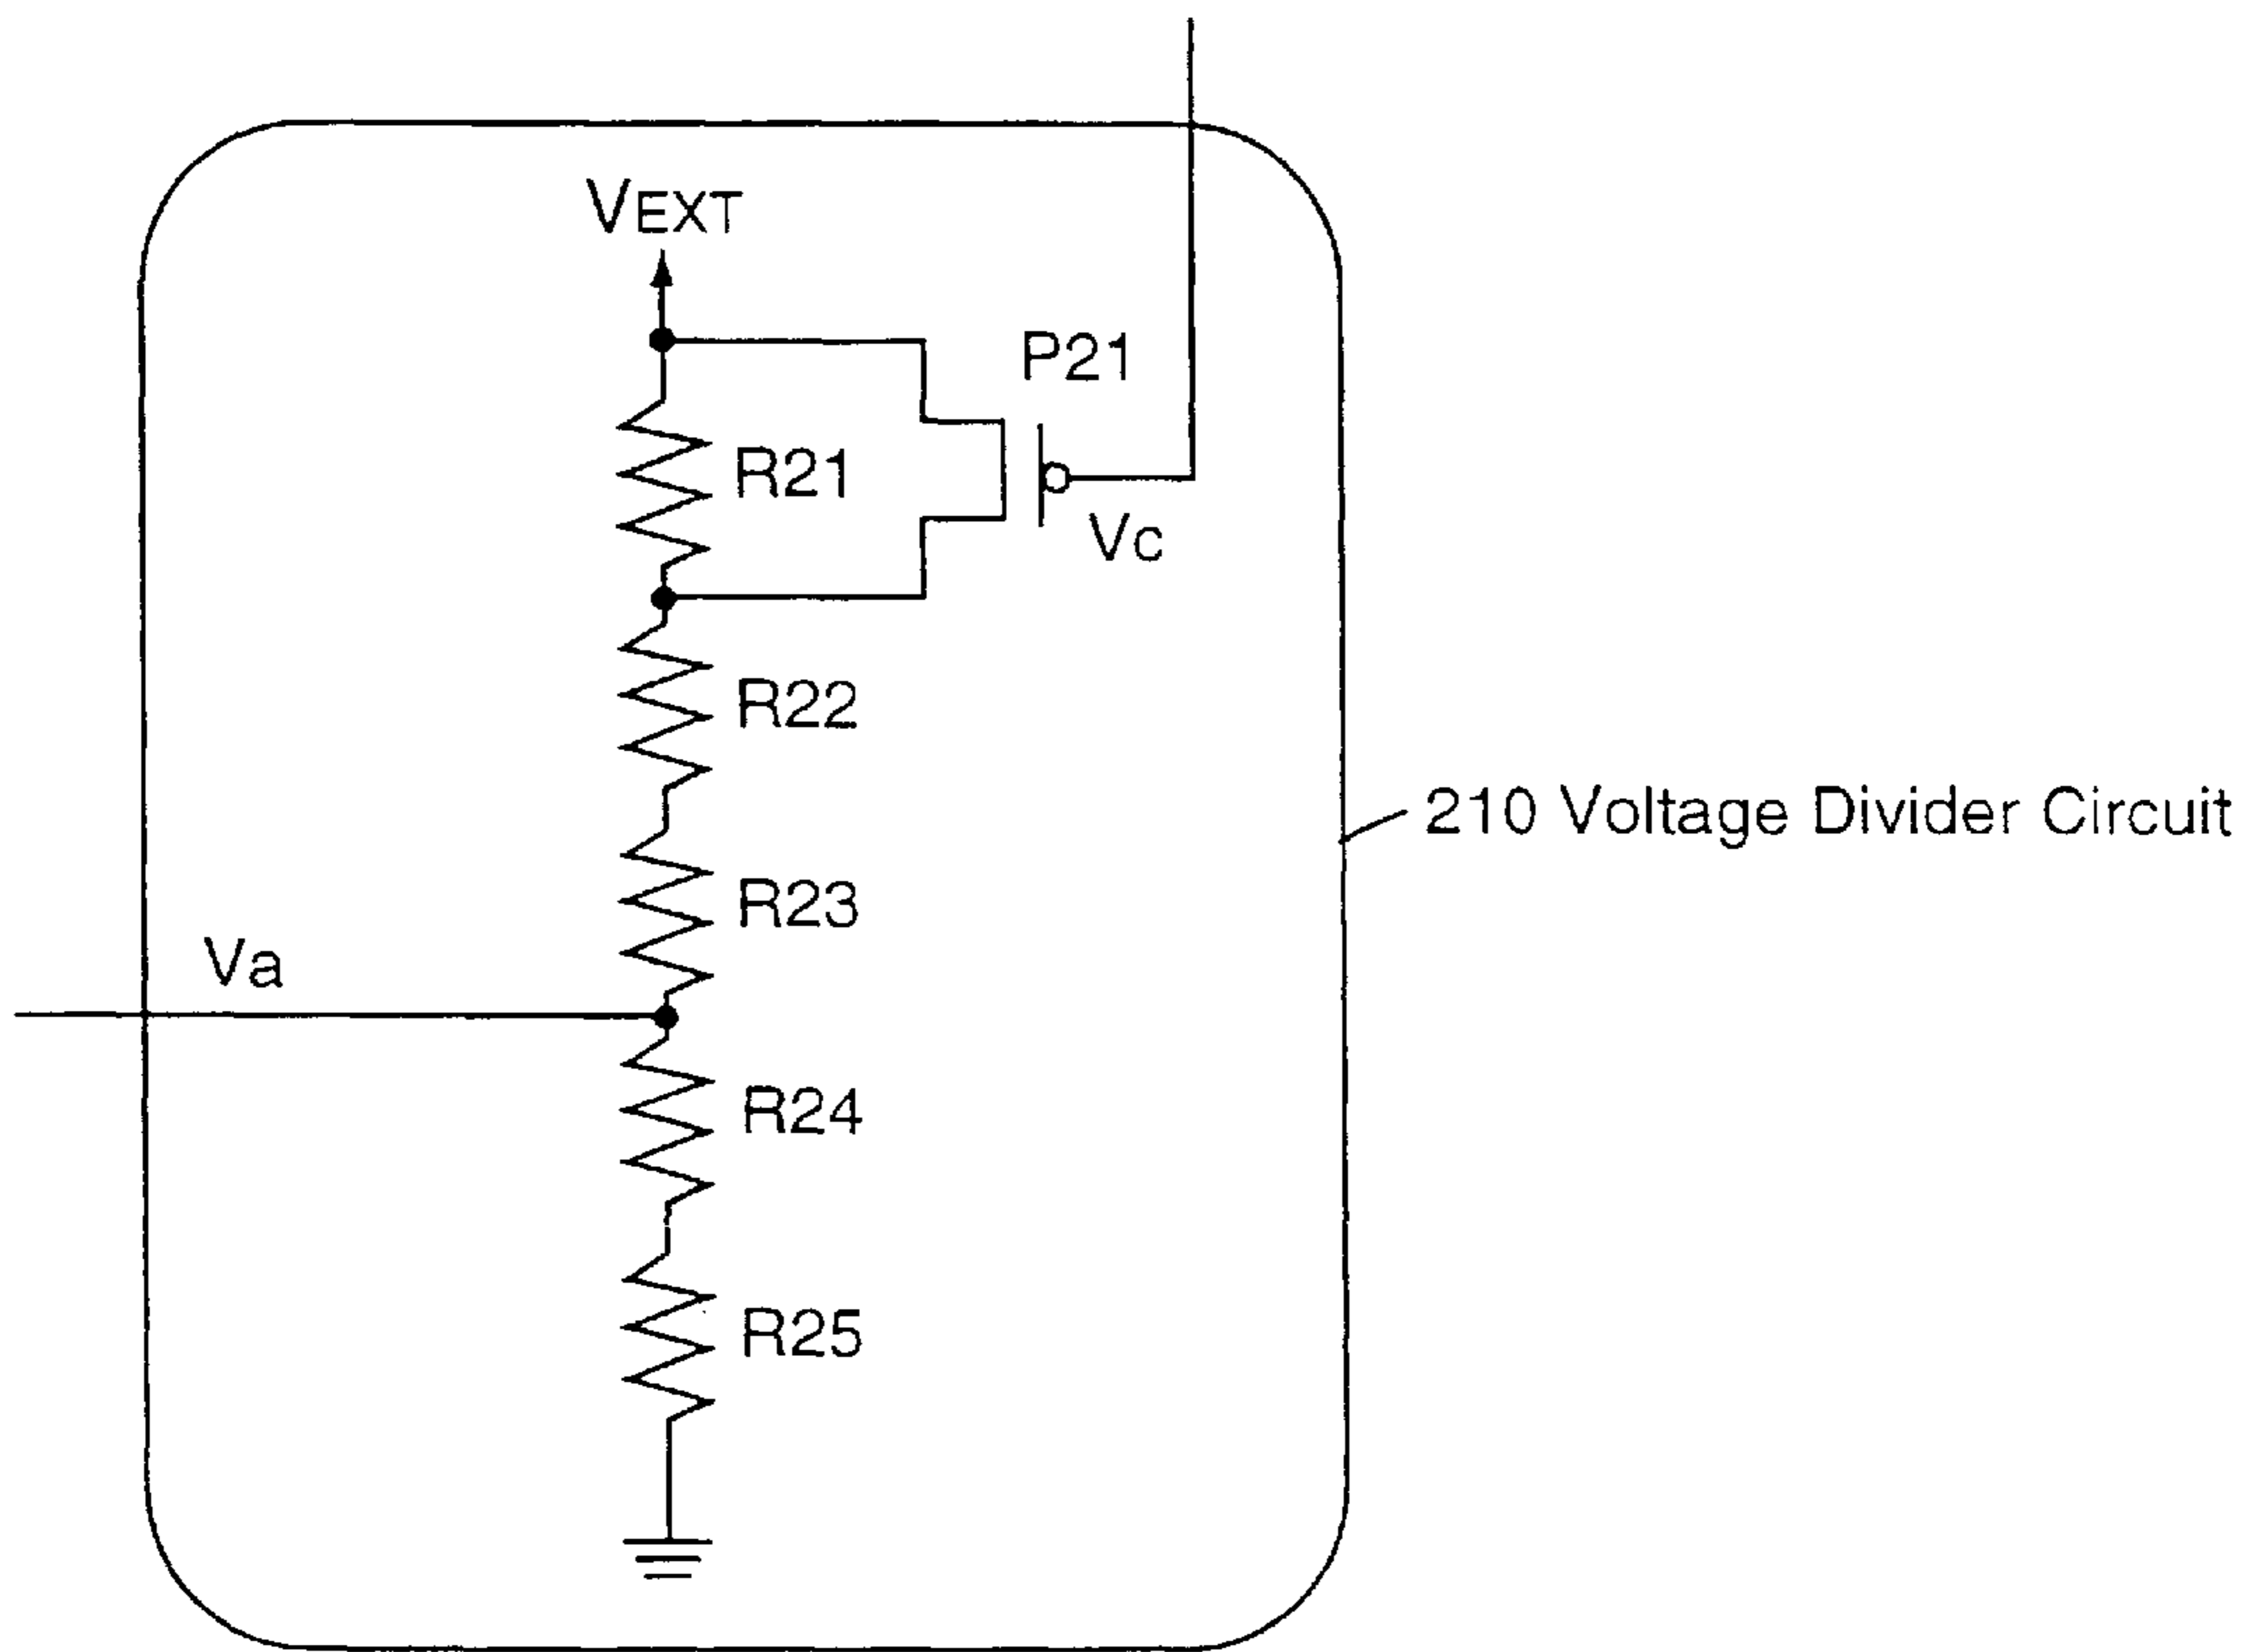 VEXT
P21
R21
Vc
R22
210 Voltage Divider Circuit
R23
Va
R24
R25